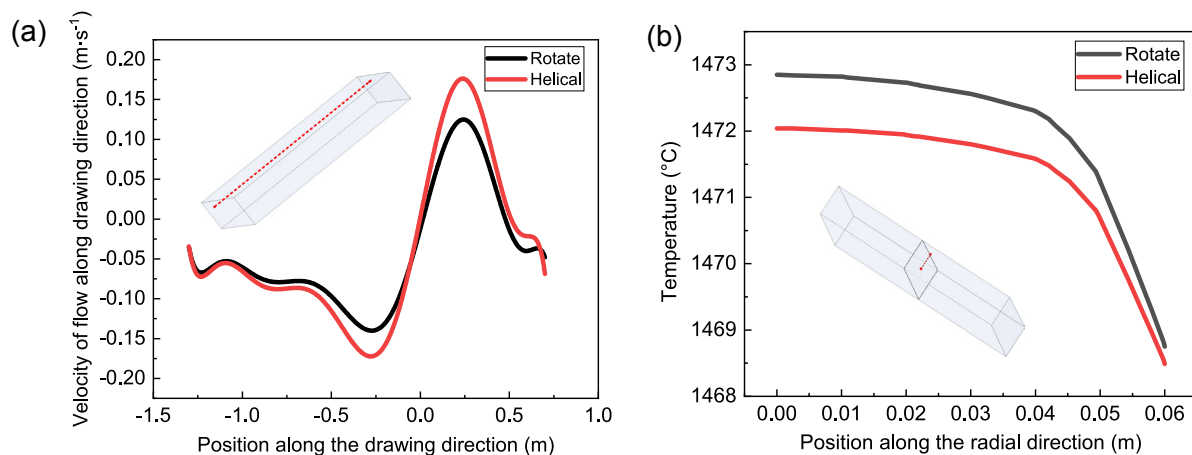 (a)
Velocity of flow along drawing direction (m·s⁻¹)
0.20
0.15
0.10
0.05
0.00
-0.05
-0.10
-0.15
-0.20
-1.5 -1.0 -0.5 0.0 0.5 1.0
Position along the drawing direction (m)
Rotate
Helical
(b)
Temperature (°C)
1473
1472
1471
1470
1469
1468
0.00 0.01 0.02 0.03 0.04 0.05 0.06
Position along the radial direction (m)
Rotate
Helical